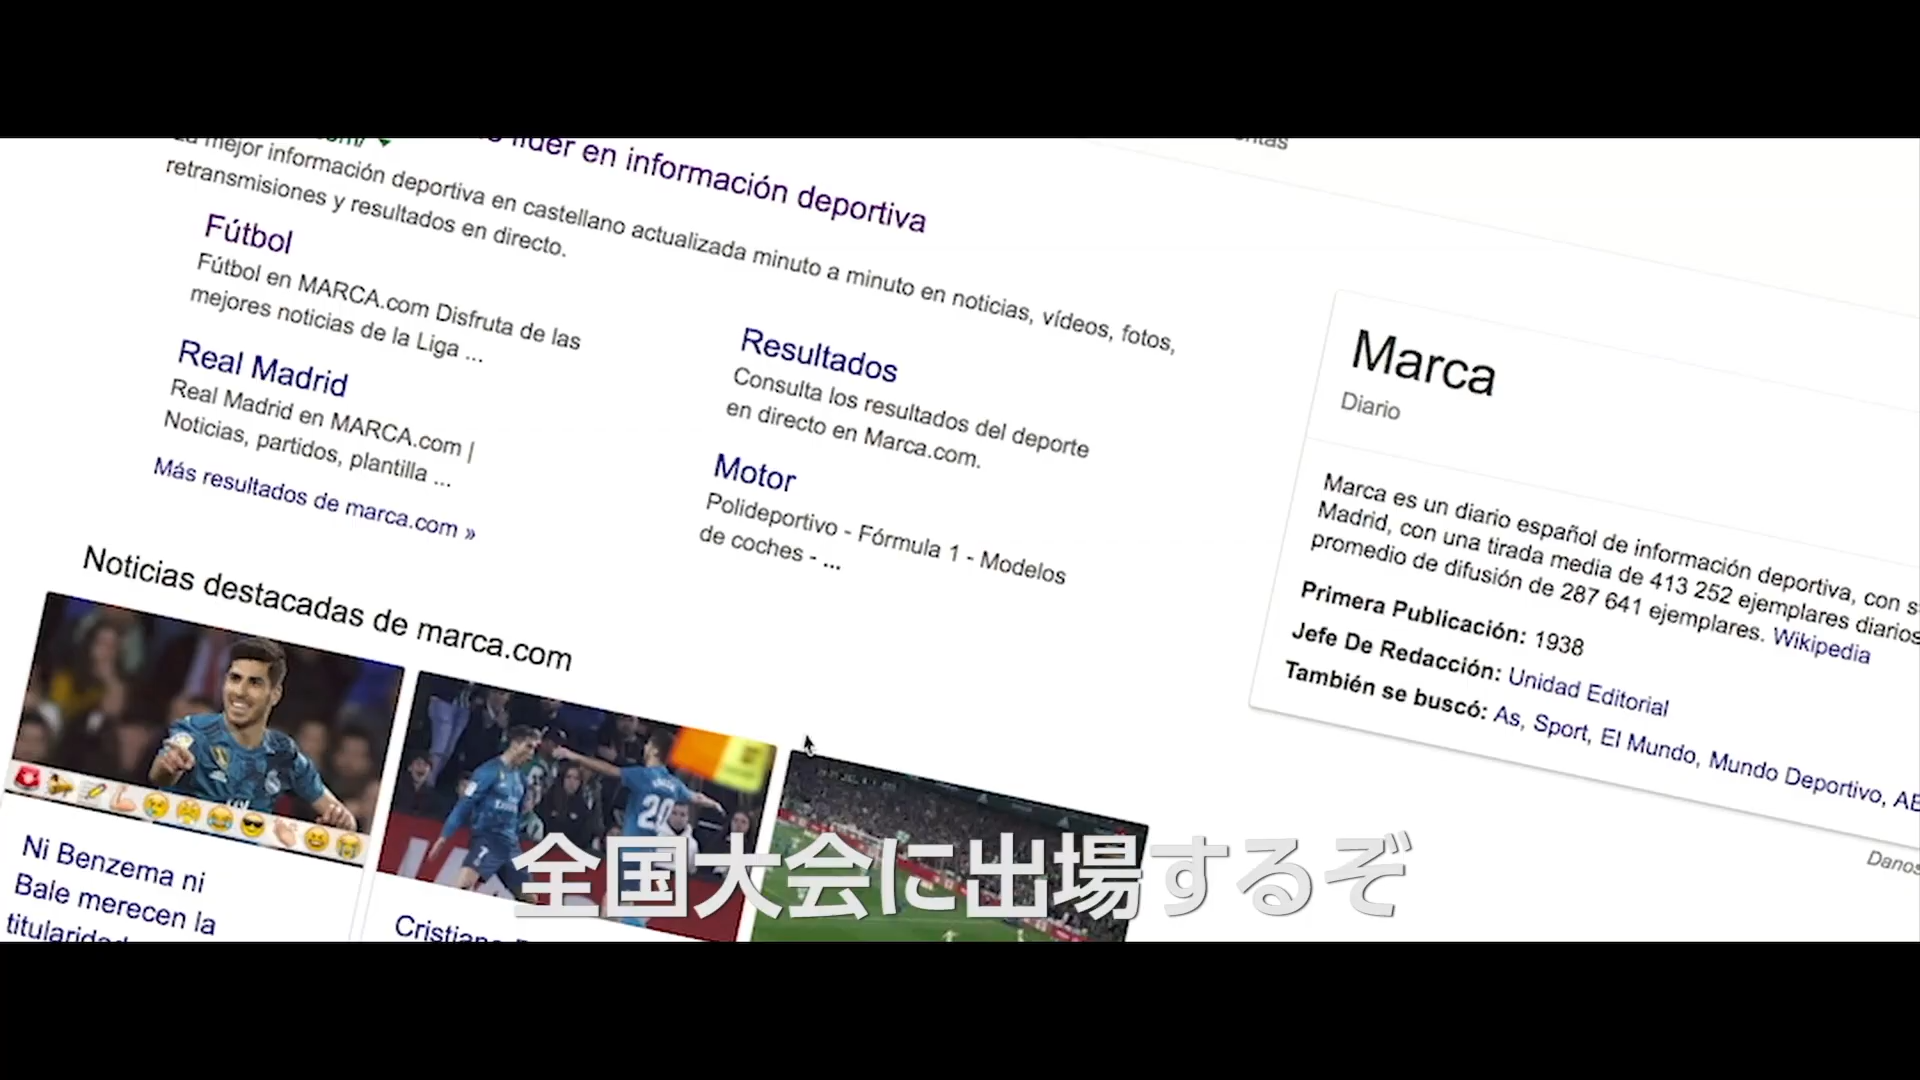 líder en información deportiva
La mejor información deportiva en castellano actualizada minuto a minuto en noticias, vídeos, fotos,
retransmisiones y resultados en directo.
Fútbol
Fútbol en MARCA.com Disfruta de las
mejores noticias de la Liga ...
Real Madrid
Real Madrid en MARCA.com |
Noticias, partidos, plantilla ...
Más resultados de marca.com »
Resultados
Consulta los resultados del deporte
en directo en Marca.com.
Motor
Polideportivo - Fórmula 1 - Modelos
de coches - ...
Noticias destacadas de marca.com
20
Ni Benzema ni
Bale merecen la
titularidad
Cristiano
Marca
Diario
Marca es un diario español de información deportiva, con s
Madrid, con una tirada media de 413 252 ejemplares diarios
promedio de difusión de 287 641 ejemplares. Wikipedia
Primera Publicación: 1938
Jefe De Redacción: Unidad Editorial
También se buscó: As, Sport, El Mundo, Mundo Deportivo, AB
Danos
全国大会に出場するぞ